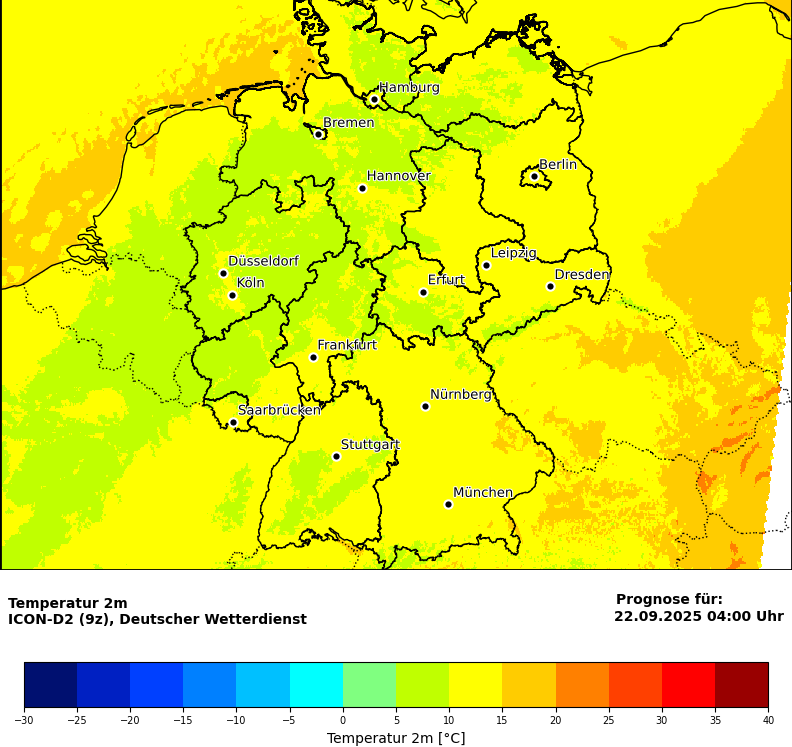 Hamburg
Bremen
Berlin
Hannover
Leipzig
Düsseldorf
Dresden
Köln
Erfurt
Frankfurt
Nürnberg
Saarbrücken
Stuttgart
München
Temperatur 2m
ICON-D2 (9z), Deutscher Wetterdienst
Prognose für:
22.09.2025 04:00 Uhr
−30 −25 −20 −15 −10 −5 0 5 10 15 20 25 30 35 40
Temperatur 2m [°C]